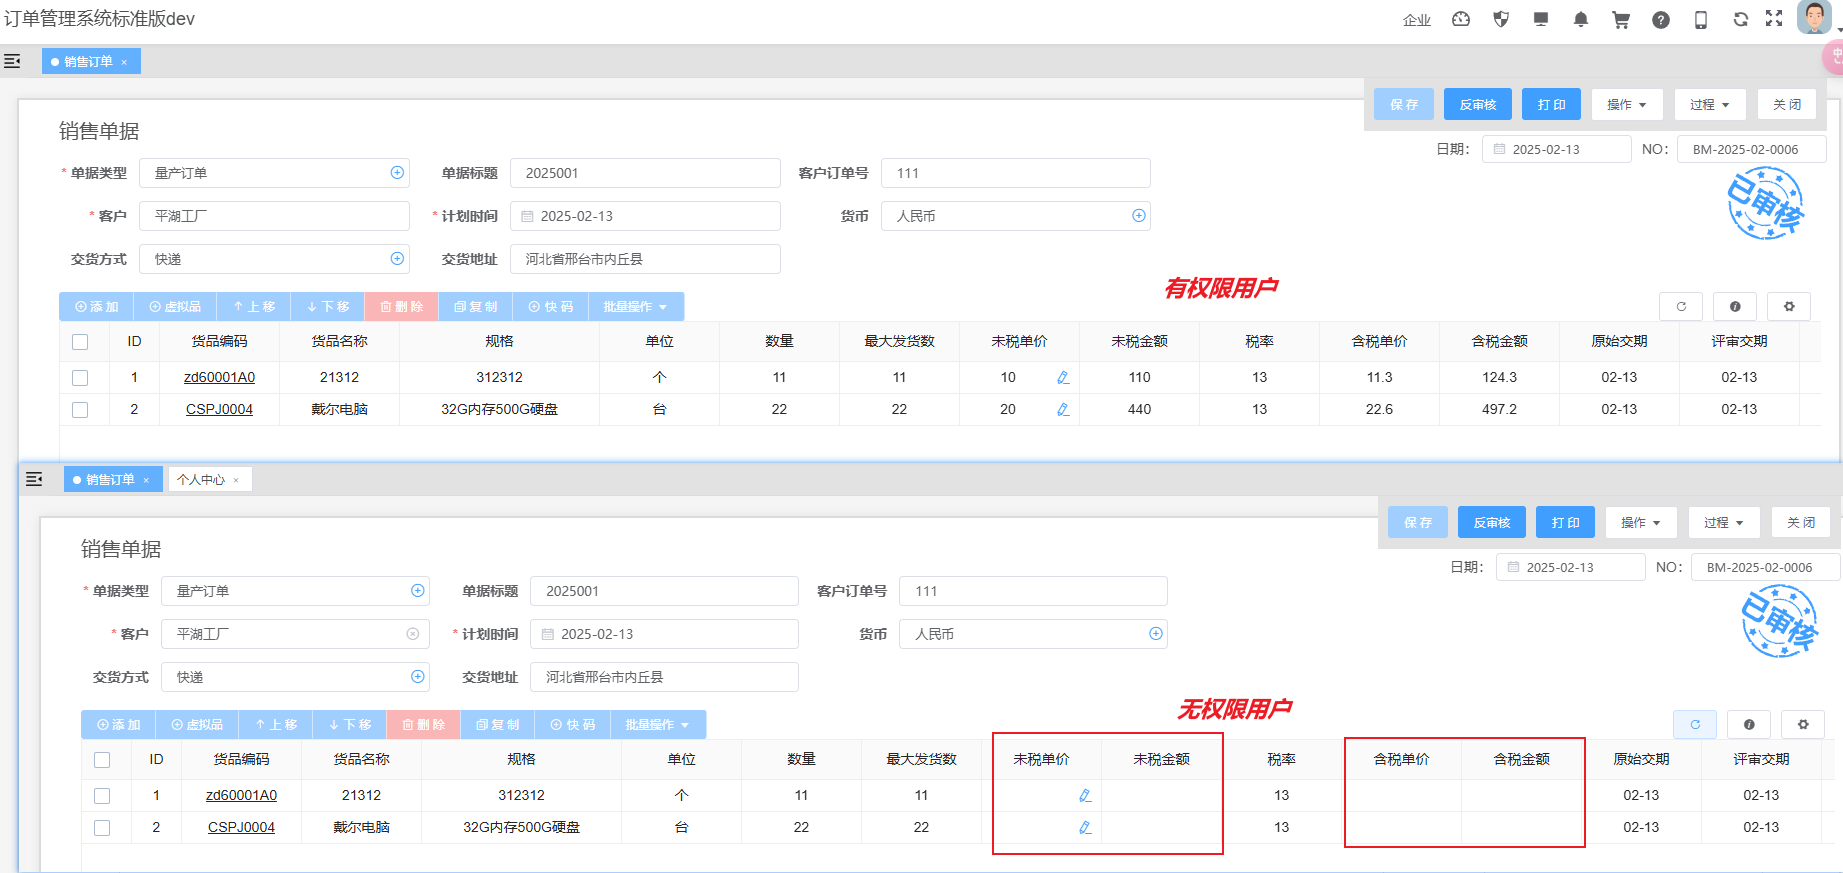 订单管理系统标准版dev
企业
销售订单 ×
保 存 反审核 打 印 操作 过程 关 闭
销售单据
日期： 2025-02-13 NO： BM-2025-02-0006
* 单据类型 量产订单 单据标题 2025001 客户订单号 111
已审核
* 客户 平湖工厂 * 计划时间 2025-02-13 货币 人民币
交货方式 快递 交货地址 河北省邢台市内丘县
有权限用户
添 加 虚拟品 上 移 下 移 删 除 复 制 快 码 批量操作
ID 货品编码 货品名称 规格 单位 数量 最大发货数 未税单价 未税金额 税率 含税单价 含税金额 原始交期 评审交期
1 zd60001A0 21312 312312 个 11 11 10 110 13 11.3 124.3 02-13 02-13
2 CSPJ0004 戴尔电脑 32G内存500G硬盘 台 22 22 20 440 13 22.6 497.2 02-13 02-13
销售订单 × 个人中心 ×
保 存 反审核 打 印 操作 过程 关 闭
销售单据
日期： 2025-02-13 NO： BM-2025-02-0006
* 单据类型 量产订单 单据标题 2025001 客户订单号 111
已审核
* 客户 平湖工厂 * 计划时间 2025-02-13 货币 人民币
交货方式 快递 交货地址 河北省邢台市内丘县
无权限用户
添 加 虚拟品 上 移 下 移 删 除 复 制 快 码 批量操作
ID 货品编码 货品名称 规格 单位 数量 最大发货数 未税单价 未税金额 税率 含税单价 含税金额 原始交期 评审交期
1 zd60001A0 21312 312312 个 11 11 13 02-13 02-13
2 CSPJ0004 戴尔电脑 32G内存500G硬盘 台 22 22 13 02-13 02-13